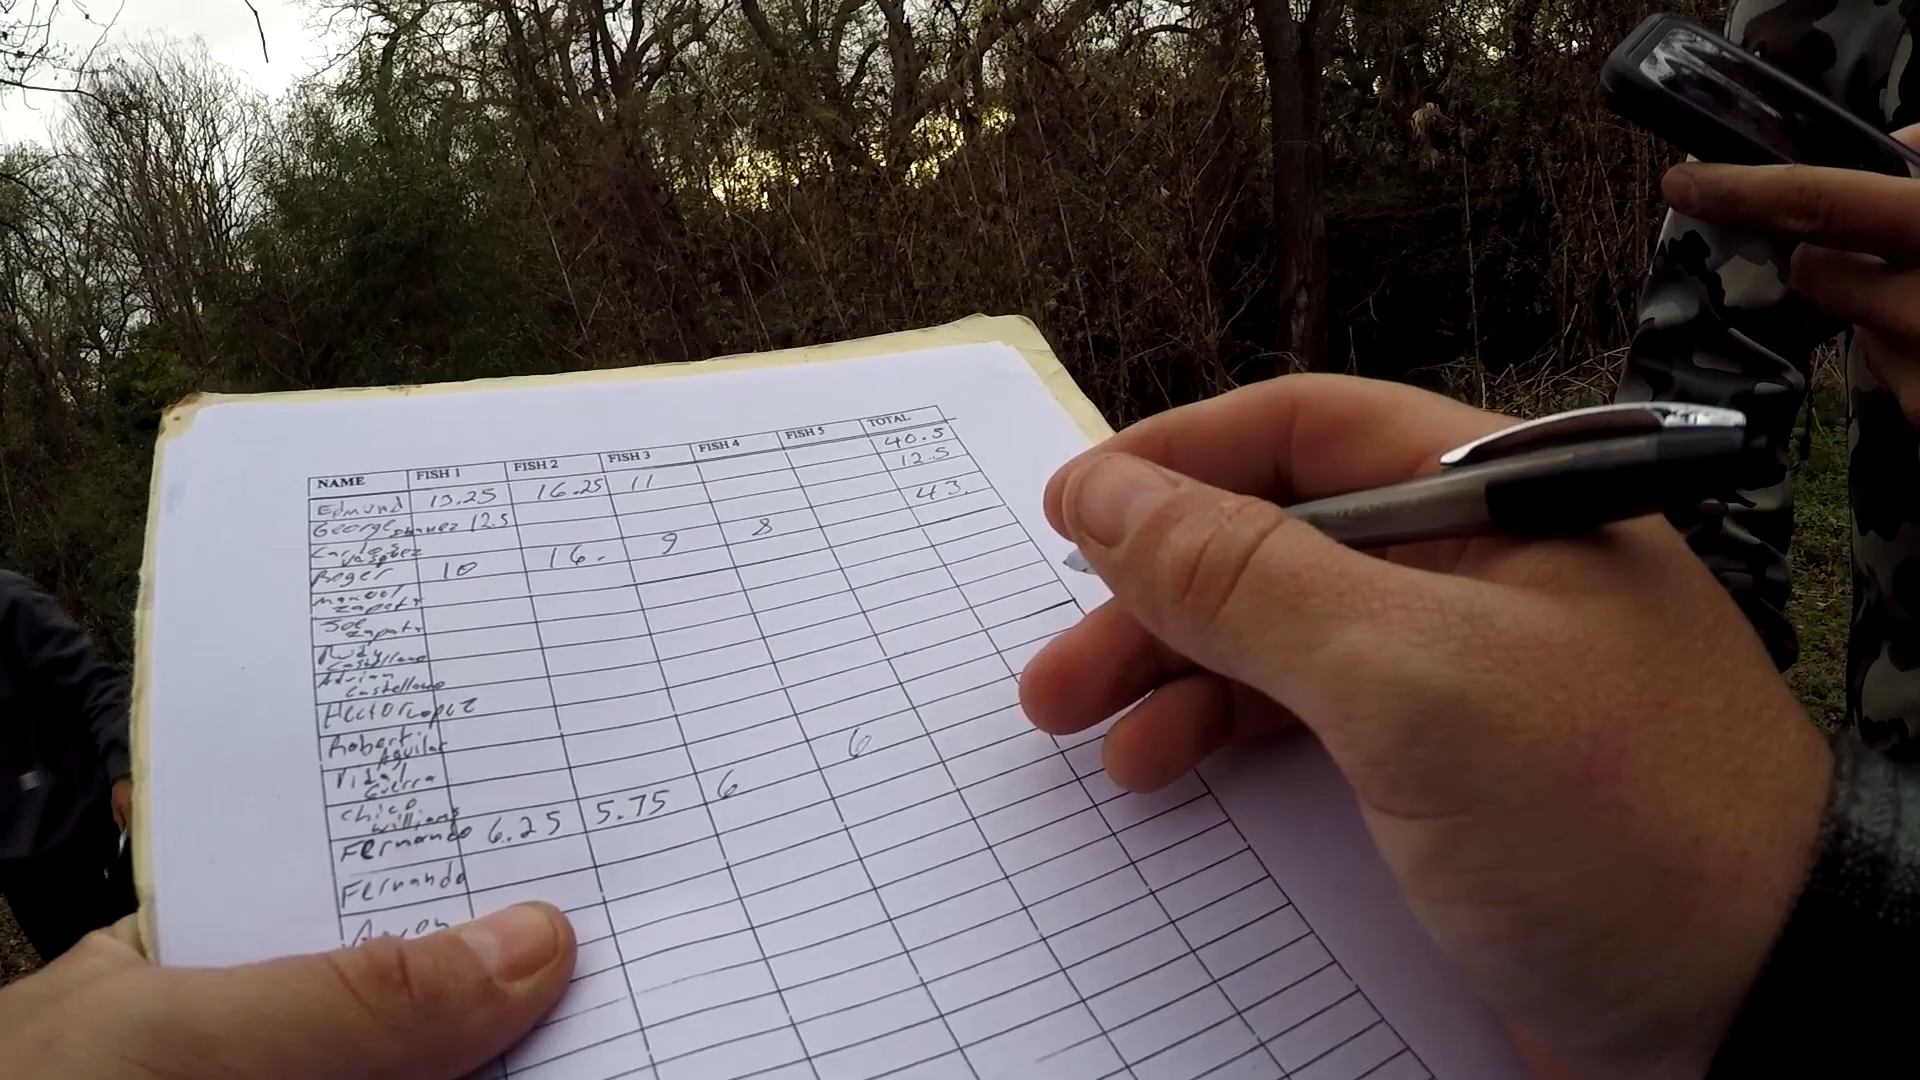 NAME FISH 1 FISH 2 FISH 3 FISH 4 FISH 5 TOTAL
Edmund 13.25 16.25 11 40.5
George 12.5 12.5
Carlos Vasquez
Roger 10 16. 9 8 43.
Manuel Zapata
Joe Zapata
Rudy Castellano
Adrian Castellano
Hector Lopez
Robert Aguilar
Vidal Guerra
Chico Williams
Fernando 6.25 5.75 6 6
Fernando
Aaron